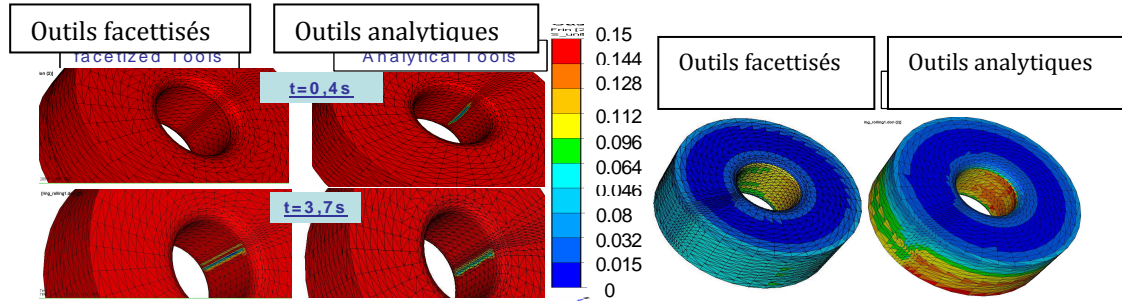 Outils facettisés
Outils analytiques
facetized Tools
Analytical Tools
t=0,4s
t=3,7s
0.15
0.144
0.128
0.112
0.096
0.064
0.046
0.08
0.032
0.015
0
Outils facettisés
Outils analytiques